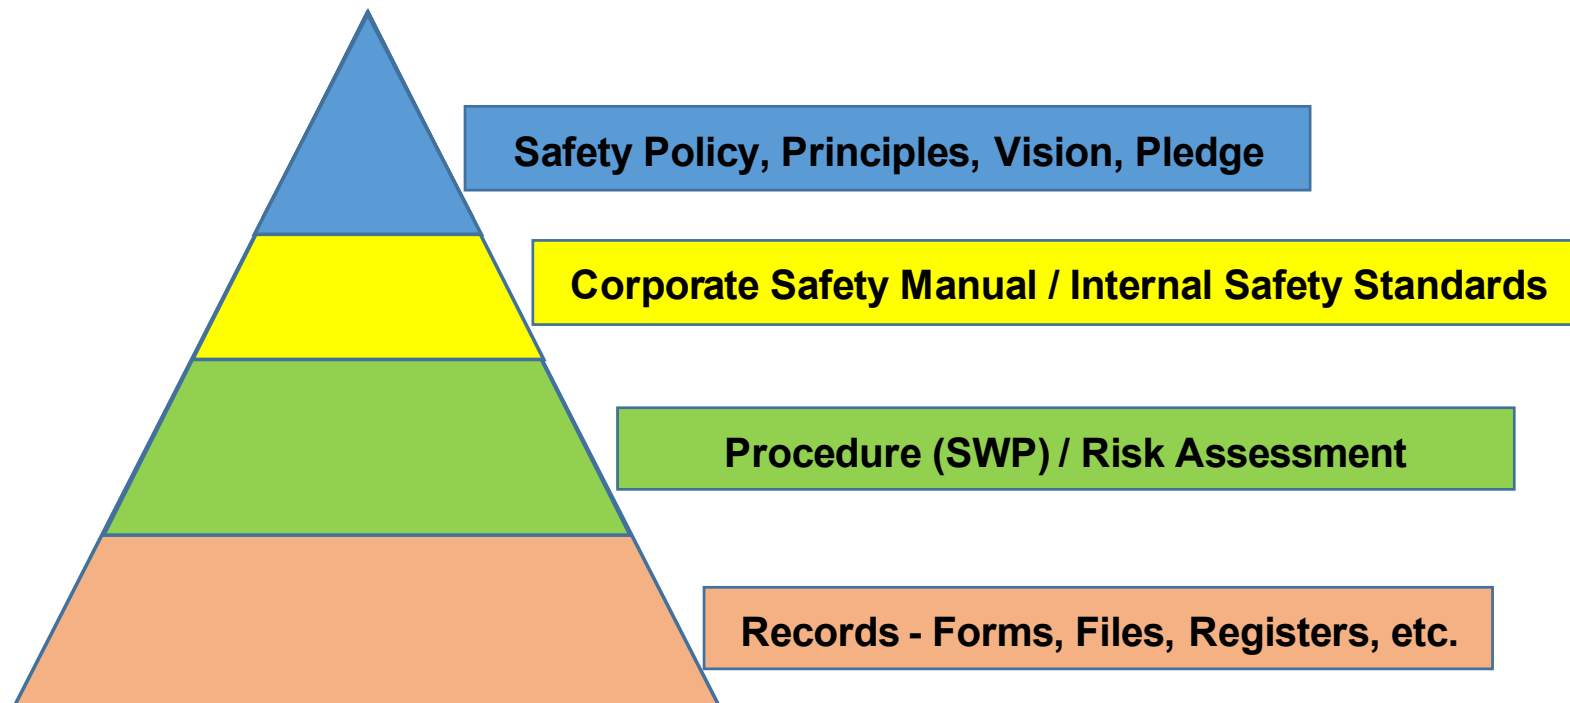 Safety Policy, Principles, Vision, Pledge
Corporate Safety Manual / Internal Safety Standards
Procedure (SWP) / Risk Assessment
Records - Forms, Files, Registers, etc.